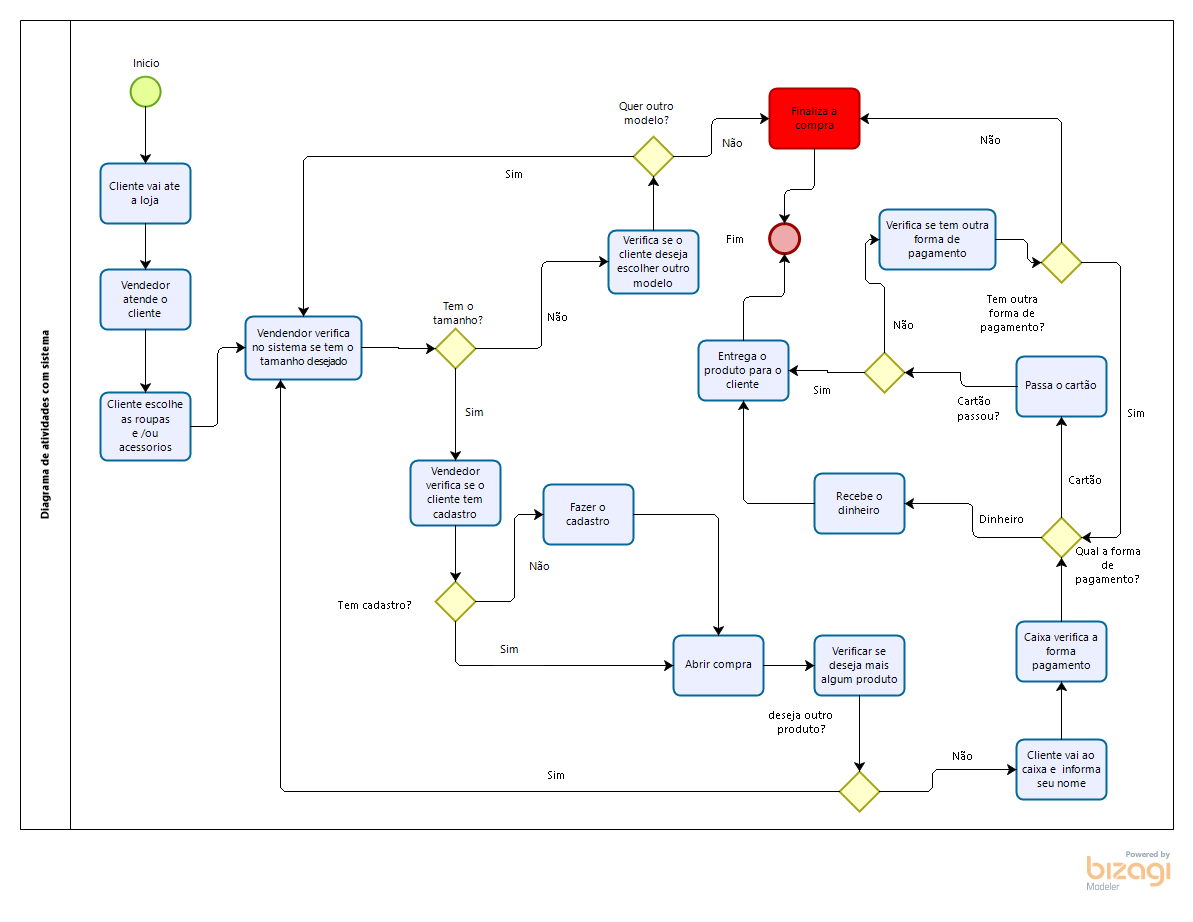 Diagrama de atividades com sistema
Inicio
Cliente vai ate
a loja
Vendedor
atende o
cliente
Cliente escolhe
as roupas
e /ou
acessorios
Vendendor verifica
no sistema se tem o
tamanho desejado
Tem o
tamanho?
Não
Sim
Verifica se o
cliente deseja
escolher outro
modelo
Quer outro
modelo?
Sim
Não
Finaliza a
compra
Fim
Vendedor
verifica se o
cliente tem
cadastro
Tem cadastro?
Não
Fazer o
cadastro
Sim
Abrir compra
Verificar se
deseja mais
algum produto
deseja outro
produto?
Sim
Não
Cliente vai ao
caixa e  informa
seu nome
Caixa verifica a
forma
pagamento
Qual a forma
de
pagamento?
Dinheiro
Recebe o
dinheiro
Cartão
Passa o cartão
Cartão
passou?
Sim
Entrega o
produto para o
cliente
Não
Verifica se tem outra
forma de
pagamento
Tem outra
forma de
pagamento?
Não
Sim
Powered by
bizagi
Modeler